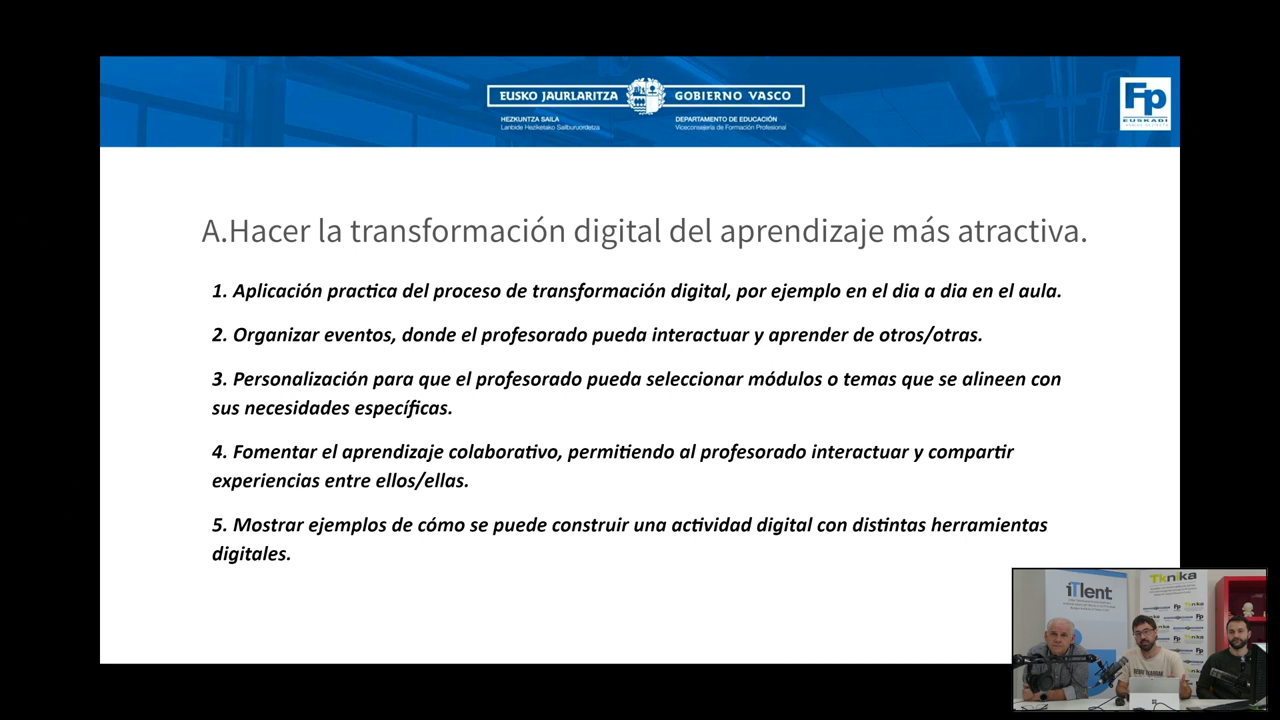 EUSKO JAURLARITZA
GOBIERNO VASCO
HEZKUNTZA SAILA
Lanbide Heziketako Sailburuordetza
DEPARTAMENTO DE EDUCACIÓN
Viceconsejería de Formación Profesional
Fp
EUSKADI
A.Hacer la transformación digital del aprendizaje más atractiva.
1. Aplicación practica del proceso de transformación digital, por ejemplo en el dia a dia en el aula.
2. Organizar eventos, donde el profesorado pueda interactuar y aprender de otros/otras.
3. Personalización para que el profesorado pueda seleccionar módulos o temas que se alineen con
sus necesidades específicas.
4. Fomentar el aprendizaje colaborativo, permitiendo al profesorado interactuar y compartir
experiencias entre ellos/ellas.
5. Mostrar ejemplos de cómo se puede construir una actividad digital con distintas herramientas
digitales.
iTlent
Tknika